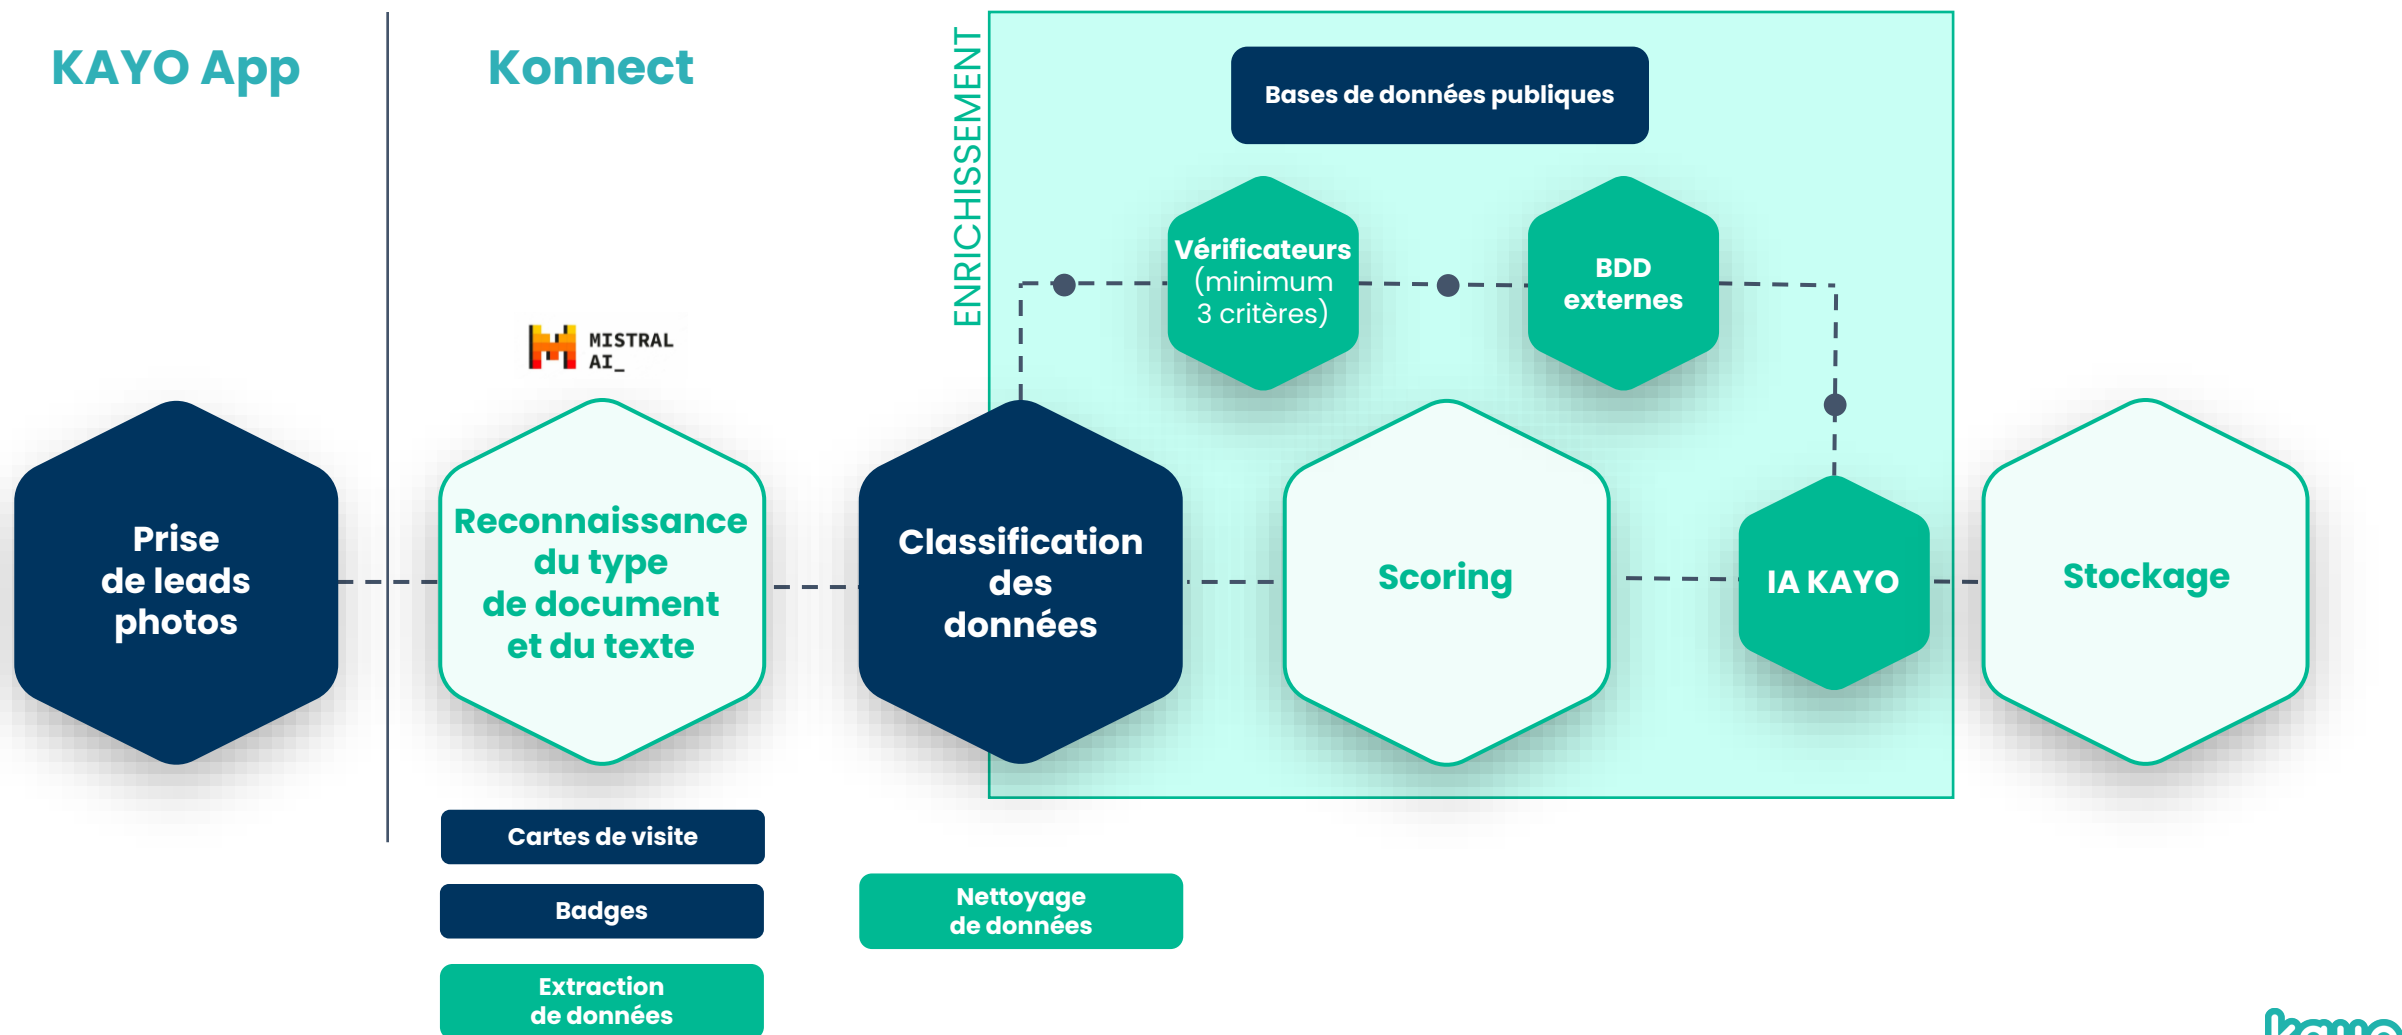 KAYO App
Konnect
ENRICHISSEMENT
Bases de données publiques
Vérificateurs
(minimum
3 critères)
BDD
externes
MISTRAL
AI_
Prise
de leads
photos
Reconnaissance
du type
de document
et du texte
Classification
des
données
Scoring
IA KAYO
Stockage
Cartes de visite
Badges
Extraction
de données
Nettoyage
de données